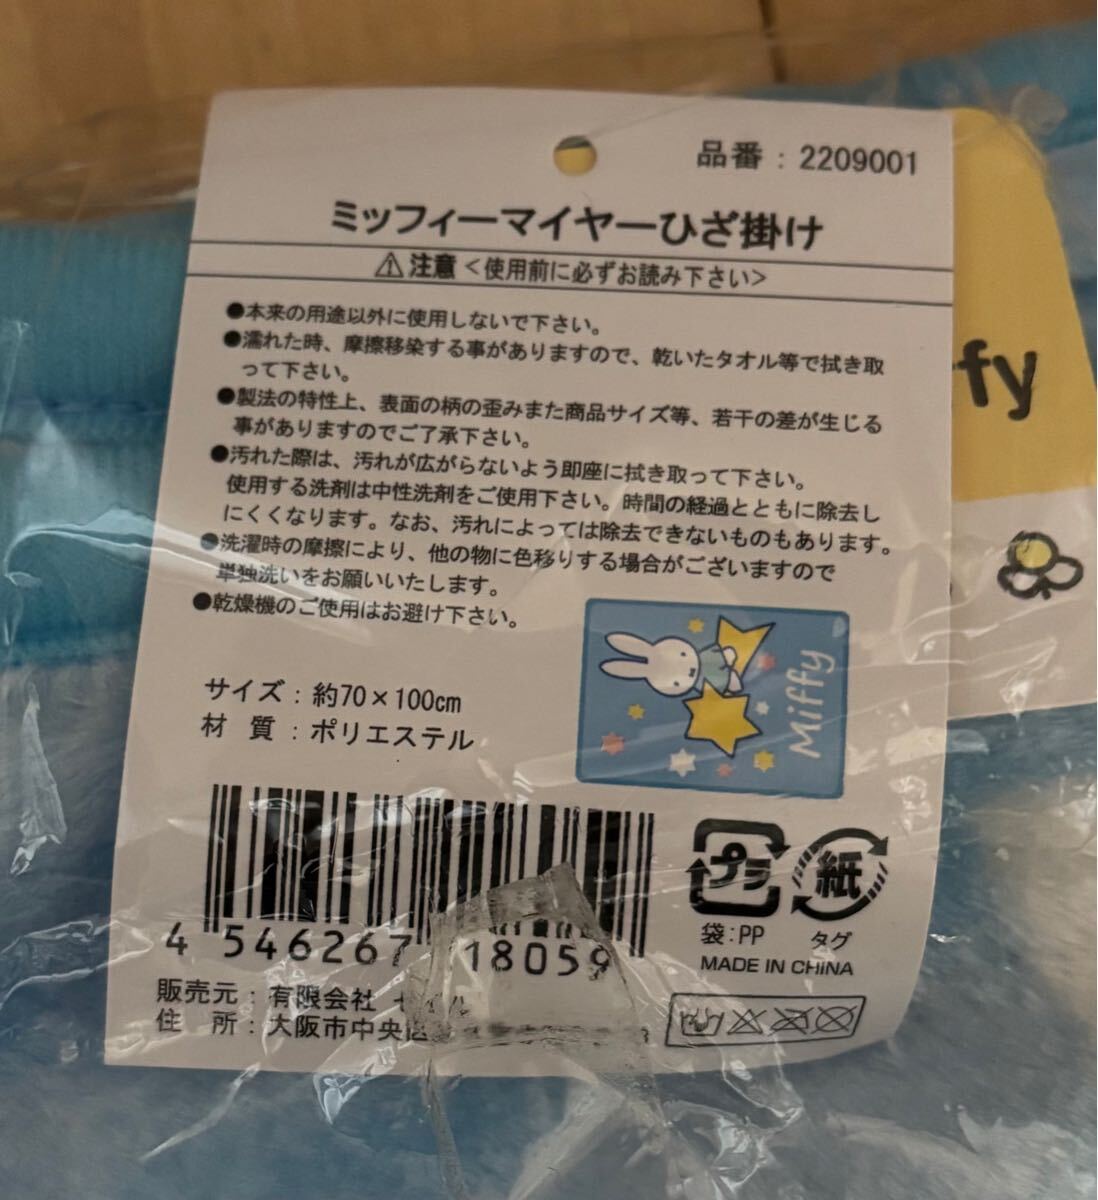 品番：2209001
ミッフィーマイヤーひざ掛け
注意＜使用前に必ずお読み下さい＞
●本来の用途以外に使用しないで下さい。
●濡れた時、摩擦移染する事がありますので、乾いたタオル等で拭き取
って下さい。
●製法の特性上、表面の柄の歪みまた商品サイズ等、若干の差が生じる
事がありますのでご了承下さい。
●汚れた際は、汚れが広がらないよう即座に拭き取って下さい。
使用する洗剤は中性洗剤をご使用下さい。時間の経過とともに除去し
にくくなります。なお、汚れによっては除去できないものもあります。
●洗濯時の摩擦により、他の物に色移りする場合がございますので
単独洗いをお願いいたします。
●乾燥機のご使用はお避け下さい。
ffy
Miffy
サイズ：約70×100cm
材　質：ポリエステル
4 546267 18059
プラ
紙
袋:PP
タグ
MADE IN CHINA
販売元：有限会社
住　所：大阪市中央区